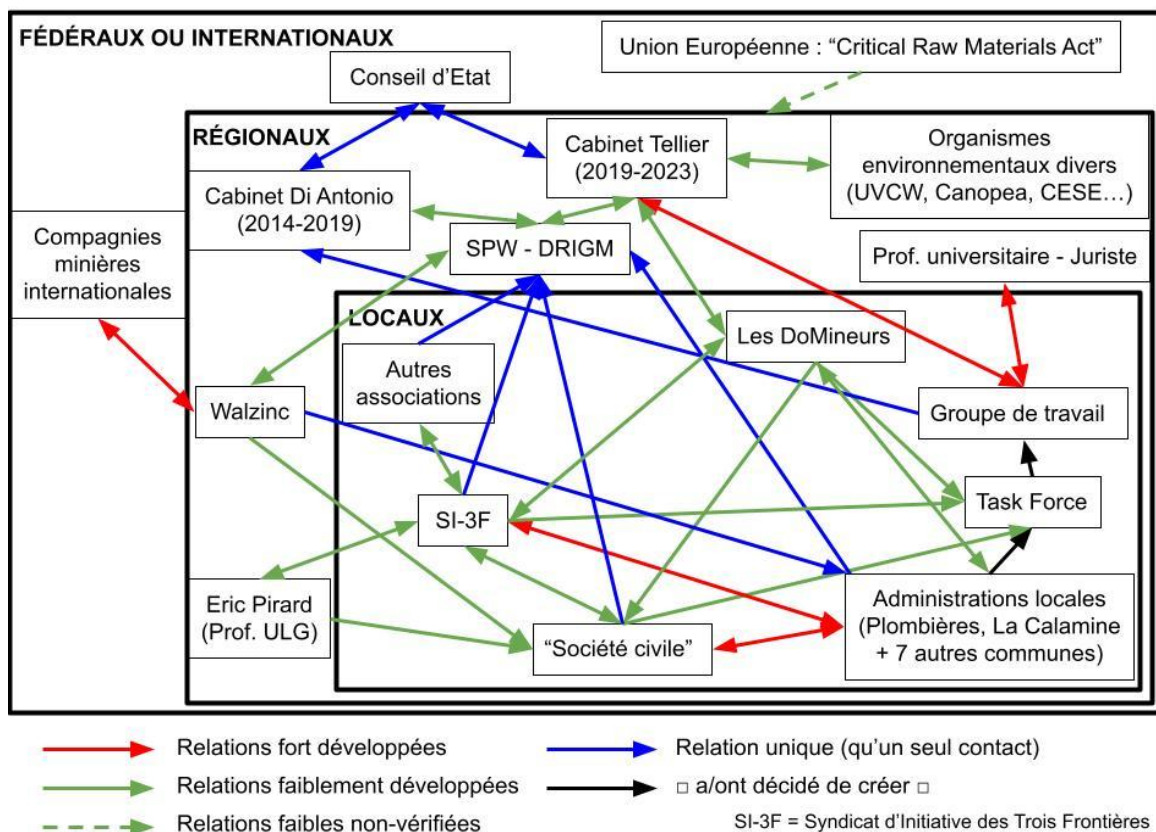 FÉDÉRAUX OU INTERNATIONAUX
Union Européenne : “Critical Raw Materials Act”
Conseil d’Etat
RÉGIONAUX
Cabinet Tellier
(2019-2023)
Organismes
environnementaux divers
(UVCW, Canopea, CESE…)
Cabinet Di Antonio
(2014-2019)
Compagnies
minières
internationales
SPW - DRIGM
Prof. universitaire - Juriste
LOCAUX
Les DoMineurs
Autres
associations
Walzinc
Groupe de travail
SI-3F
Task Force
Eric Pirard
(Prof. ULG)
“Société civile”
Administrations locales
(Plombières, La Calamine
+ 7 autres communes)
Relations fort développées
Relation unique (qu’un seul contact)
Relations faiblement développées
□ a/ont décidé de créer □
Relations faibles non-vérifiées
SI-3F = Syndicat d’Initiative des Trois Frontières